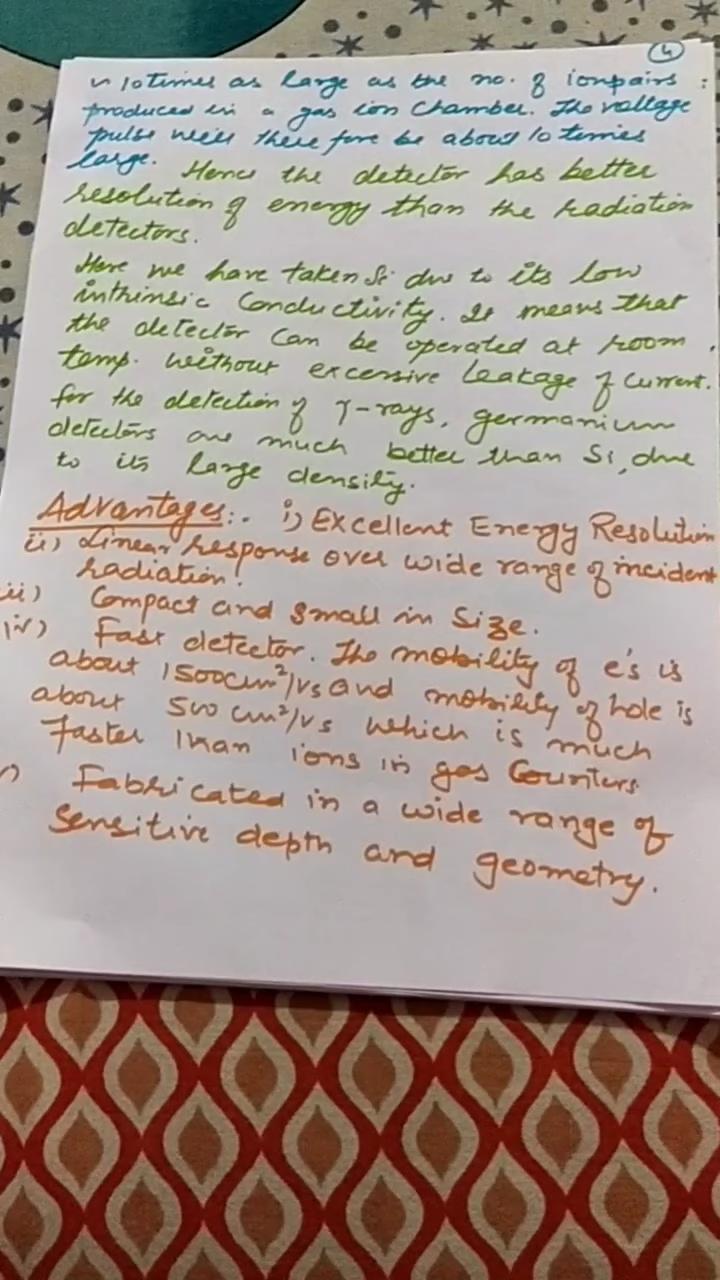 4
~ 10 times as large as the no. of ionpairs
produced in a gas ion chamber. The voltage
pulse will there fore be about 10 times
large.
Hence the detector has better
resolution of energy than the radiation
detectors.
Here we have taken Si due to its low
inthinsic Conductivity. It means that
the detector Can be operated at room
temp. without excessive leakage of current.
for the detection of γ-rays, germanium
detectors are much better than Si, due
to its large density.
Advantages:- i) Excellent Energy Resolution
ii) Linear response over wide range of incident
radiation.
iii) Compact and small in size.
iv) Fast detector. The mobility of e's is
about 1500cm²/vs and mobility of hole is
about 500 cm²/vs which is much
faster than ions in gas Counters.
Fabricated in a wide range of
sensitive depth and geometry.